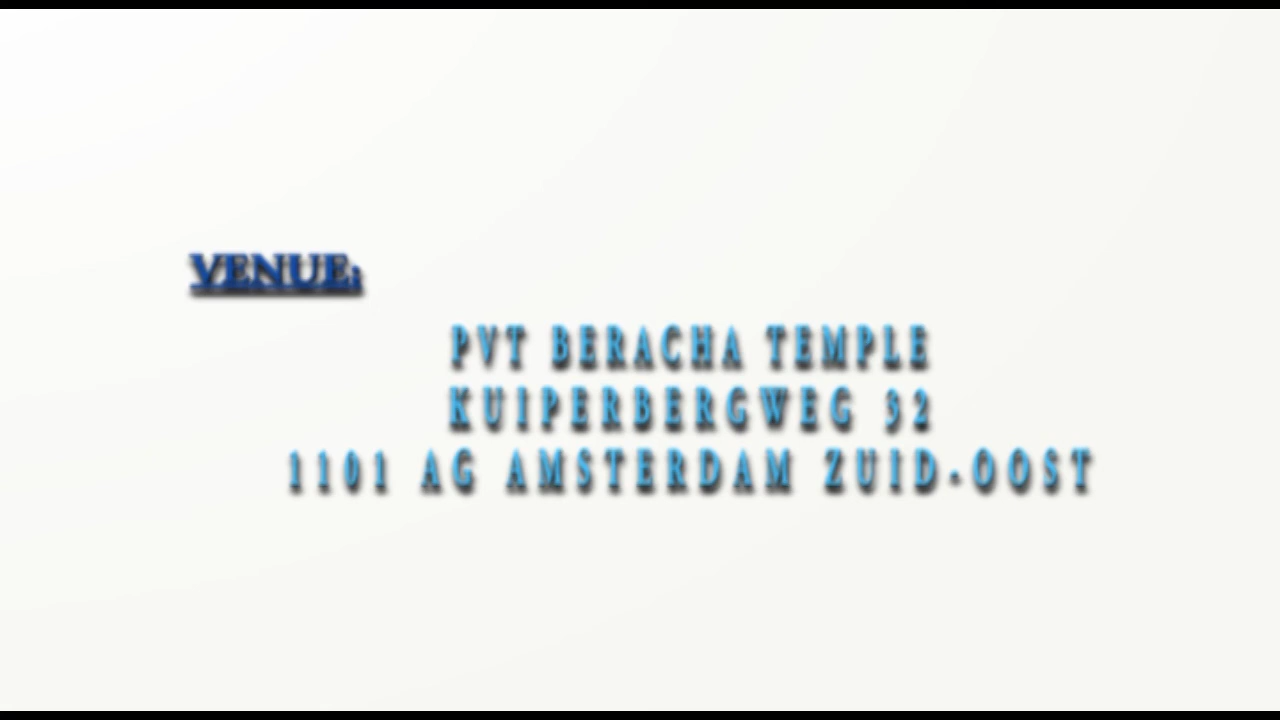 VENUE:
PVT BERACHA TEMPLE
KUIPERBERGWEG 32
1101 AG AMSTERDAM ZUID-OOST